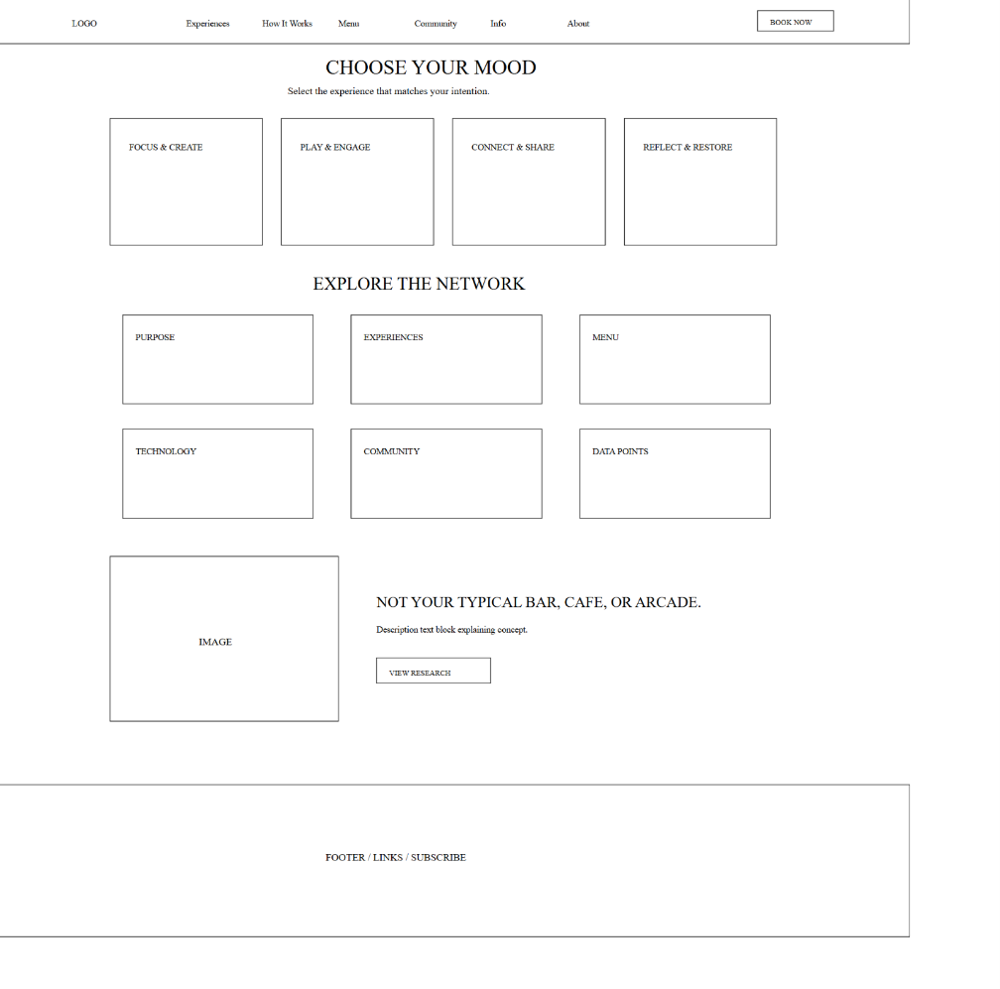 LOGO Experiences How It Works Menu Community Info About BOOK NOW
CHOOSE YOUR MOOD
Select the experience that matches your intention.
FOCUS & CREATE PLAY & ENGAGE CONNECT & SHARE REFLECT & RESTORE
EXPLORE THE NETWORK
PURPOSE EXPERIENCES MENU
TECHNOLOGY COMMUNITY DATA POINTS
IMAGE
NOT YOUR TYPICAL BAR, CAFE, OR ARCADE.
Description text block explaining concept.
VIEW RESEARCH
FOOTER / LINKS / SUBSCRIBE